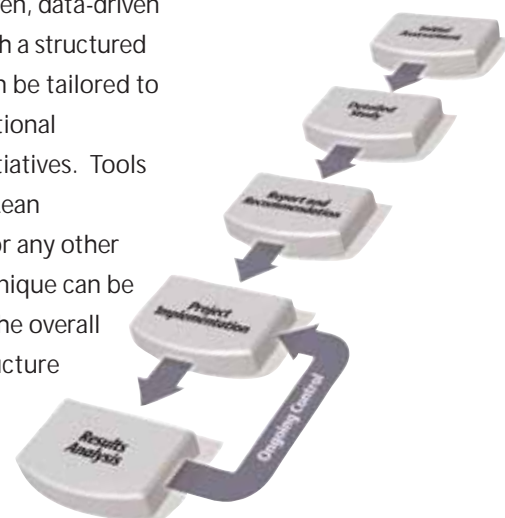 en, data-driven
h a structured
n be tailored to
tional
tiatives. Tools
ean
or any other
nique can be
he overall
ucture
Initial
Assessment
Detailed
Study
Report and
Recommendation
Project
Implementation
Results
Analysis
Ongoing Control